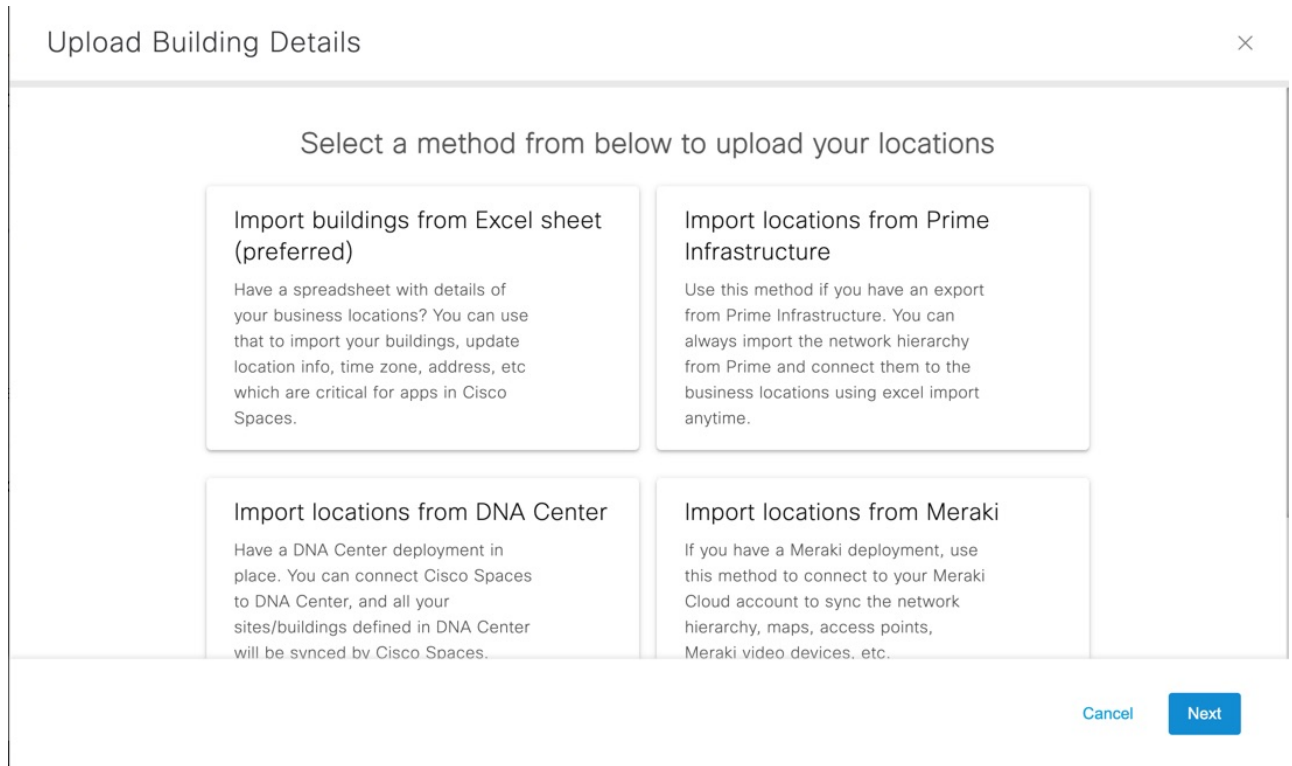 Upload Building Details
Select a method from below to upload your locations
Import buildings from Excel sheet
(preferred)
Have a spreadsheet with details of
your business locations? You can use
that to import your buildings, update
location info, time zone, address, etc
which are critical for apps in Cisco
Spaces.
Import locations from Prime
Infrastructure
Use this method if you have an export
from Prime Infrastructure. You can
always import the network hierarchy
from Prime and connect them to the
business locations using excel import
anytime.
Import locations from DNA Center
Have a DNA Center deployment in
place. You can connect Cisco Spaces
to DNA Center, and all your
sites/buildings defined in DNA Center
will be synced by Cisco Spaces.
Import locations from Meraki
If you have a Meraki deployment, use
this method to connect to your Meraki
Cloud account to sync the network
hierarchy, maps, access points,
Meraki video devices, etc.
Cancel
Next